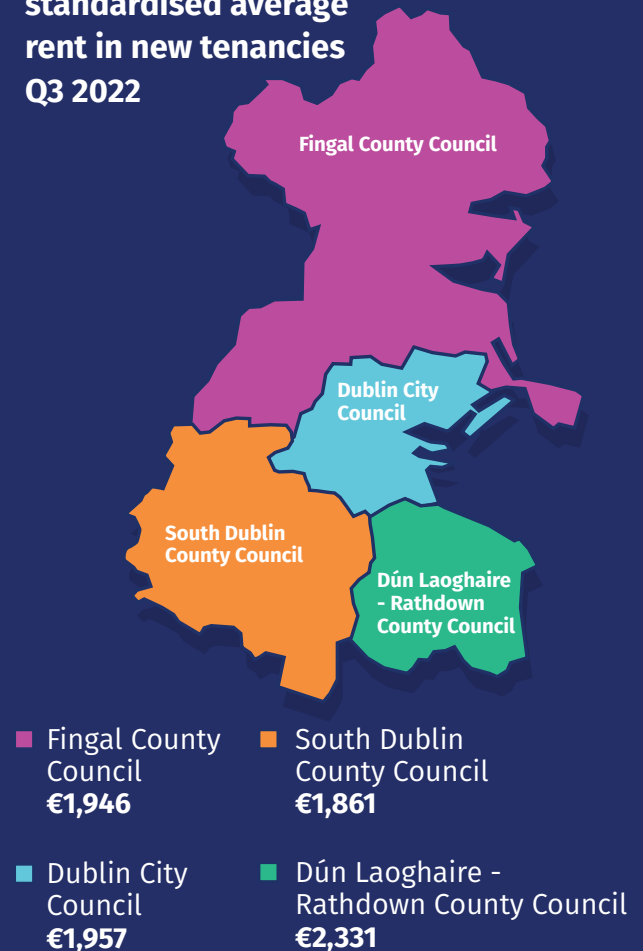 standardised average
rent in new tenancies
Q3 2022
Fingal County Council
Dublin City
Council
South Dublin
County Council
Dún Laoghaire
- Rathdown
County Council
Fingal County
Council
€1,946
South Dublin
County Council
€1,861
Dublin City
Council
€1,957
Dún Laoghaire -
Rathdown County Council
€2,331